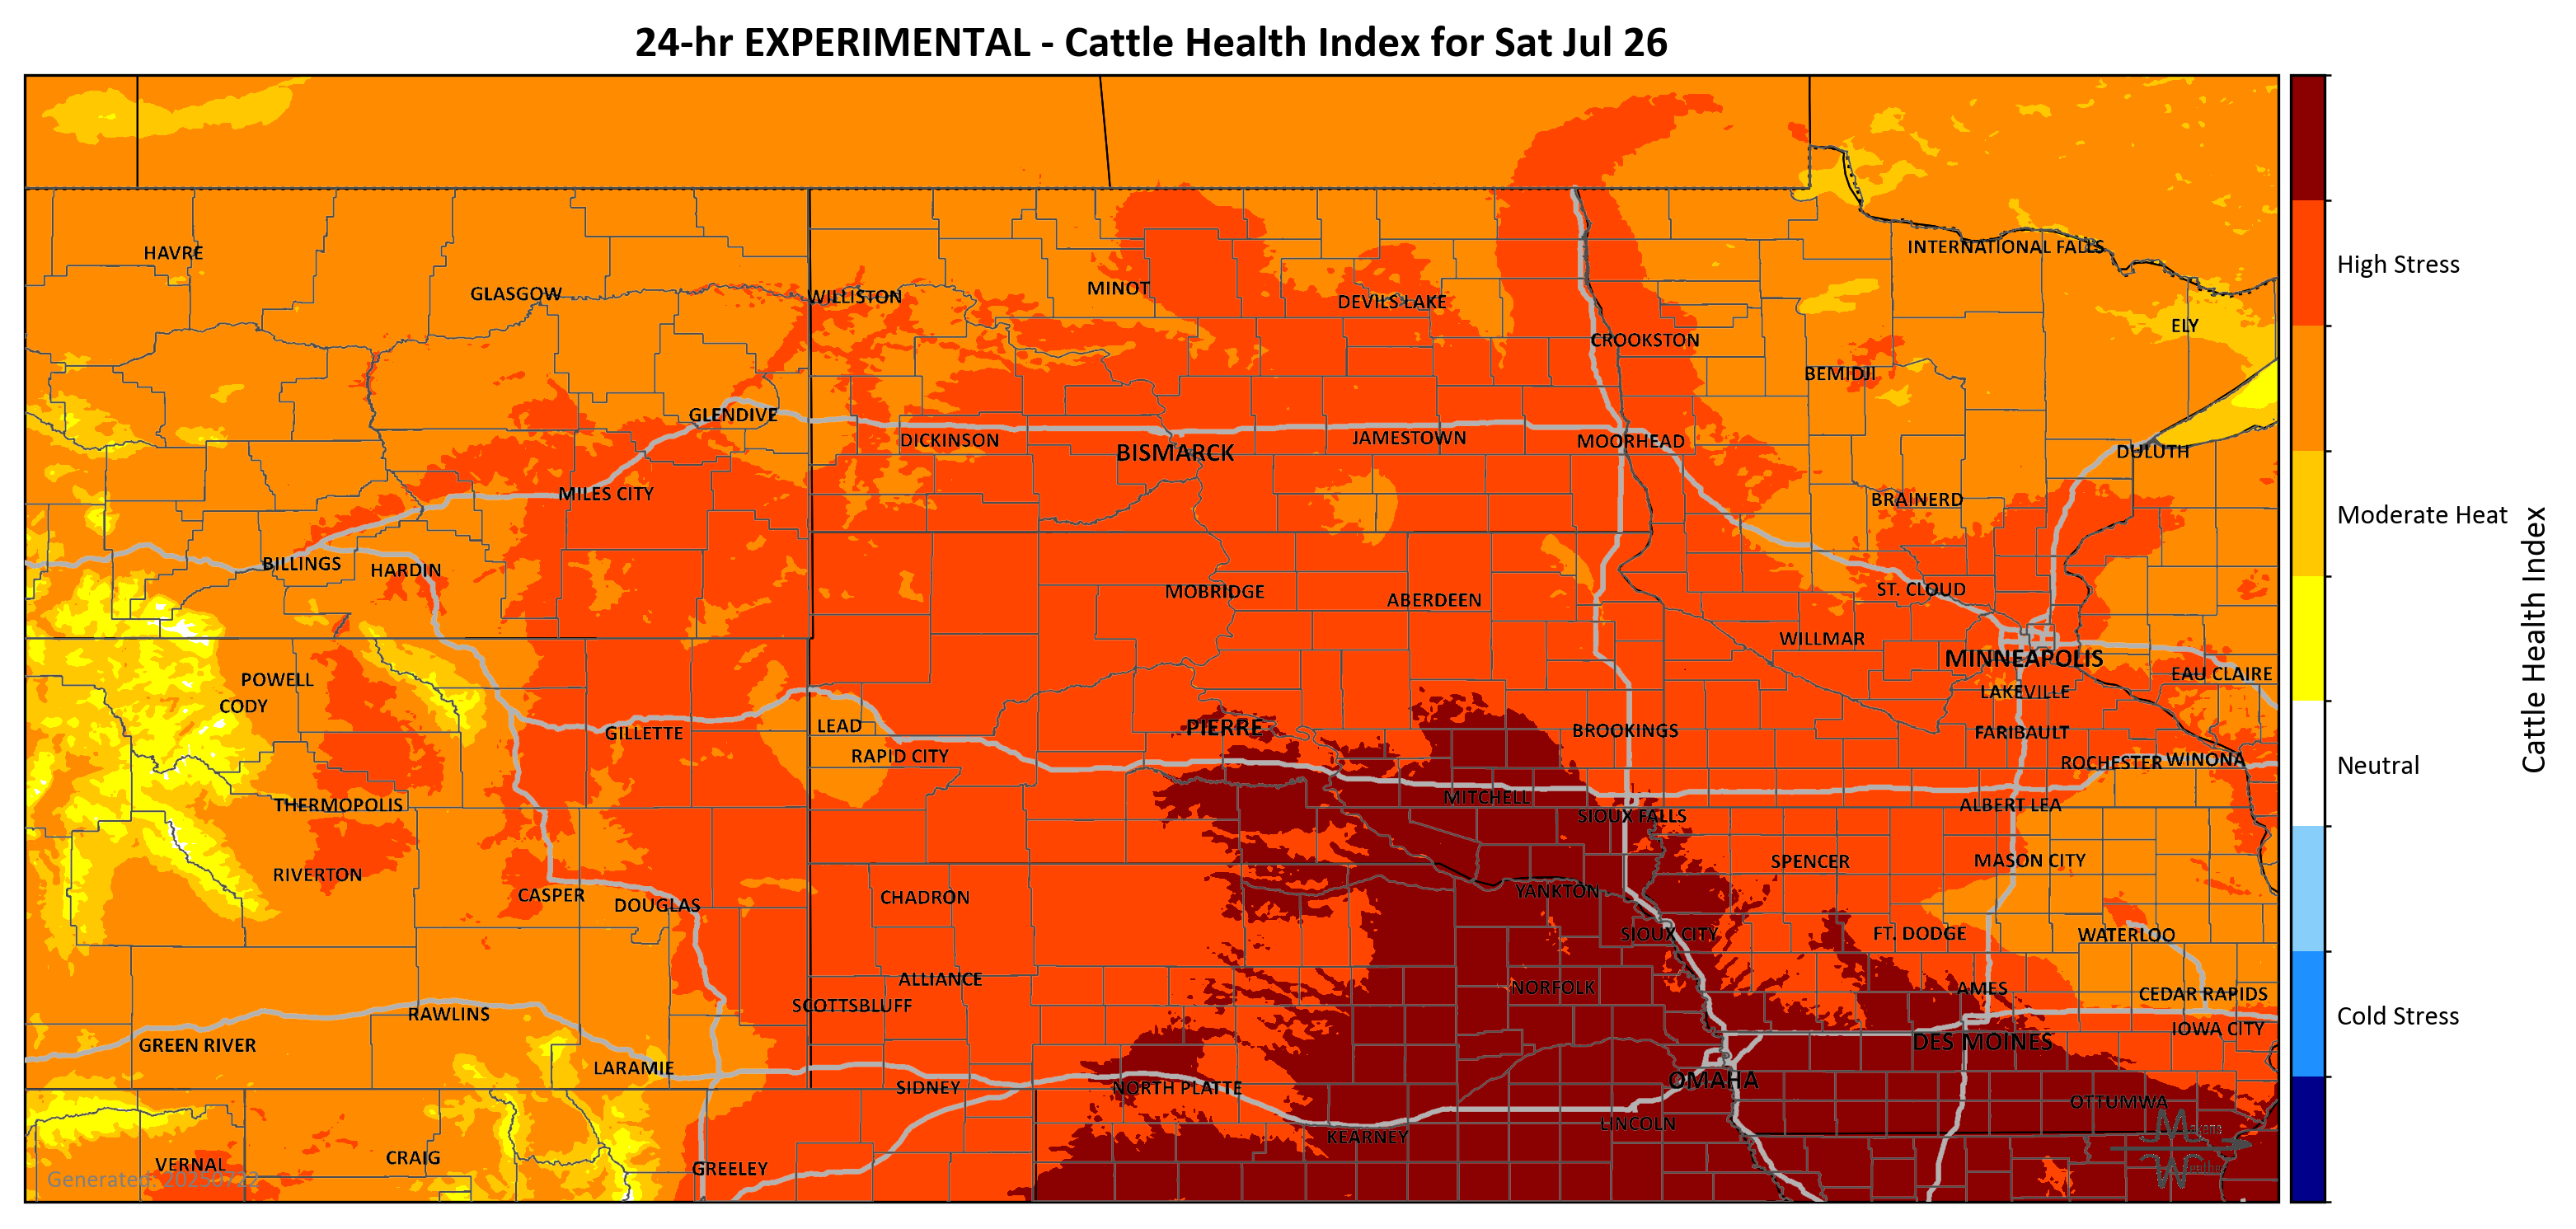 24-hr EXPERIMENTAL - Cattle Health Index for Sat Jul 26
HAVRE
INTERNATIONAL FALLS
GLASGOW
WILLISTON
MINOT
DEVILS LAKE
ELY
CROOKSTON
BEMIDJI
GLENDIVE
DICKINSON
BISMARCK
JAMESTOWN
MOORHEAD
DULUTH
MILES CITY
BRAINERD
BILLINGS
HARDIN
MOBRIDGE
ABERDEEN
ST. CLOUD
WILLMAR
MINNEAPOLIS
POWELL
EAU CLAIRE
CODY
LAKEVILLE
GILLETTE
LEAD
PIERRE
BROOKINGS
FARIBAULT
RAPID CITY
ROCHESTER
WINONA
THERMOPOLIS
MITCHELL
SIOUX FALLS
ALBERT LEA
RIVERTON
SPENCER
MASON CITY
CASPER
DOUGLAS
CHADRON
YANKTON
SIOUX CITY
FT. DODGE
WATERLOO
ALLIANCE
NORFOLK
AMES
CEDAR RAPIDS
SCOTTSBLUFF
RAWLINS
IOWA CITY
GREEN RIVER
DES MOINES
LARAMIE
SIDNEY
NORTH PLATTE
OMAHA
OTTUMWA
LINCOLN
KEARNEY
VERNAL
CRAIG
GREELEY
Generated: 20250722
High Stress
Moderate Heat
Neutral
Cold Stress
Cattle Health Index